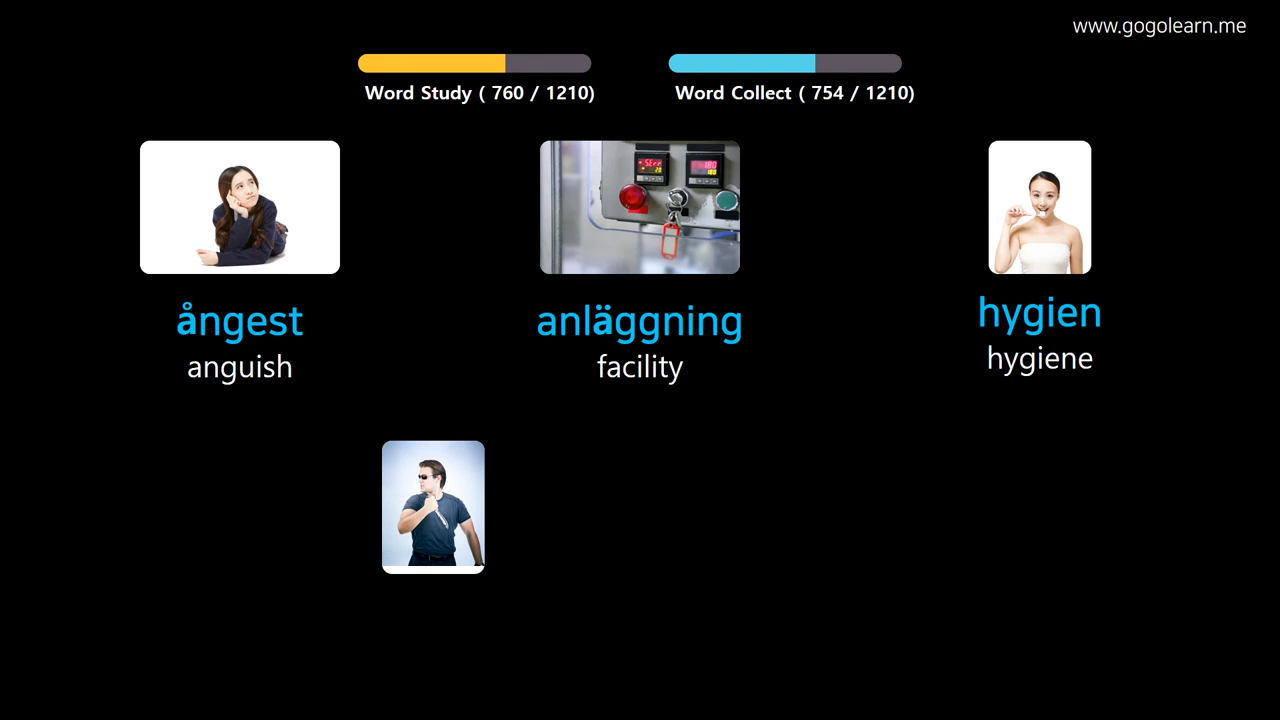 www.gogolearn.me
Word Study ( 760 / 1210)
Word Collect ( 754 / 1210)
ångest
anguish
anläggning
facility
hygien
hygiene